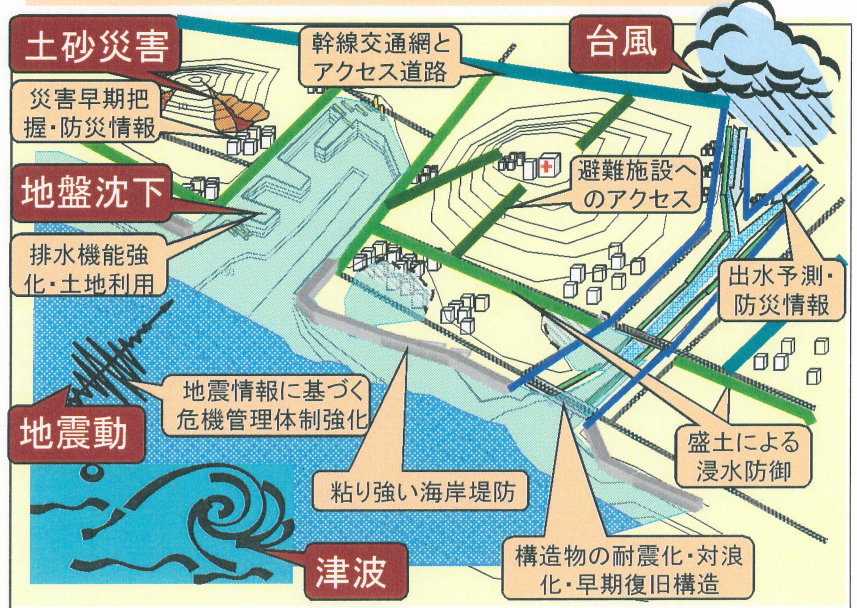 土砂災害
幹線交通網と
アクセス道路
台風
災害早期把
握・防災情報
避難施設へ
のアクセス
地盤沈下
排水機能強
化・土地利用
出水予測・
防災情報
地震情報に基づく
危機管理体制強化
地震動
盛土による
浸水防御
粘り強い海岸堤防
構造物の耐震化・対浪
化・早期復旧構造
津波